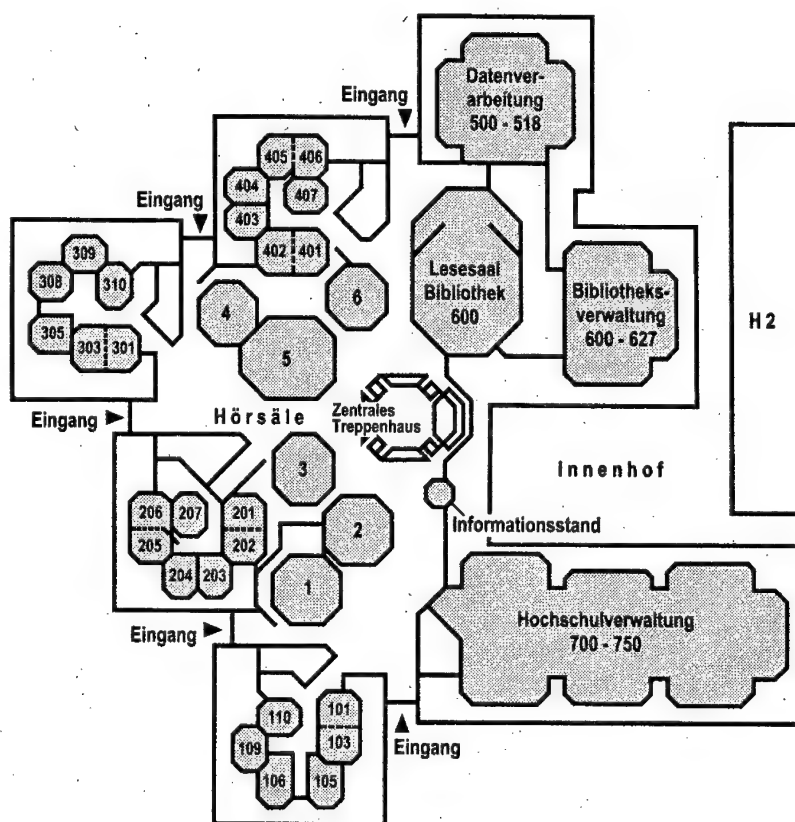 Datenver-
arbeitung
500 - 518
Eingang
405 406
404
407
403
402 401
Eingang
309
308
310
305
303 301
Lesesaal
Bibliothek
600
Bibliotheks-
verwaltung
600 - 627
H2
6
4
5
Eingang
Hörsäle
Zentrales
Treppenhaus
3
Innenhof
206 207
201
205
202
204 203
2
Informationsstand
1
Hochschulverwaltung
700 - 750
Eingang
110
101
109
103
106
105
Eingang